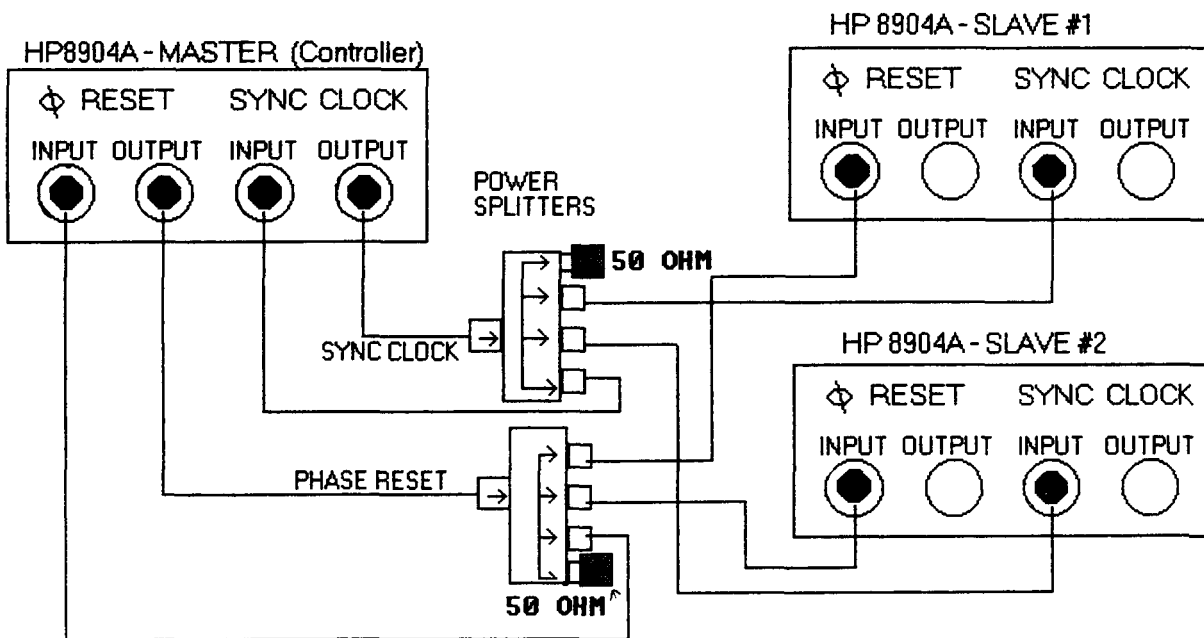 HP8904A - MASTER (Controller)
ϕ RESET SYNC CLOCK
INPUT OUTPUT INPUT OUTPUT
POWER
SPLITTERS
50 OHM
SYNC CLOCK
PHASE RESET
50 OHM
HP 8904A - SLAVE #1
ϕ RESET SYNC CLOCK
INPUT OUTPUT INPUT OUTPUT
HP 8904A - SLAVE #2
ϕ RESET SYNC CLOCK
INPUT OUTPUT INPUT OUTPUT